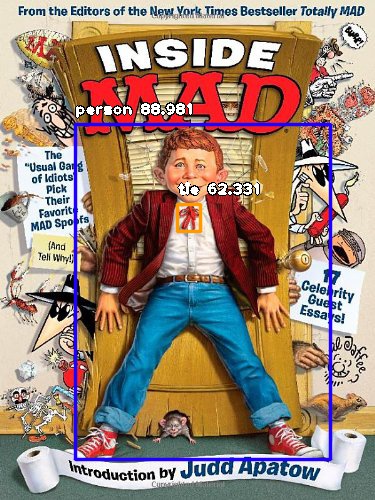 From the Editors of the New York Times Bestseller Totally MAD
INSIDE
MAD
person 88.981
The
"Usual Gang
of Idiots"
Pick
Their
Favorite
MAD Spoofs
(And
Tell Why!)
tie 62.331
17
Celebrity
Guest
Essays!
Introduction by Judd Apatow